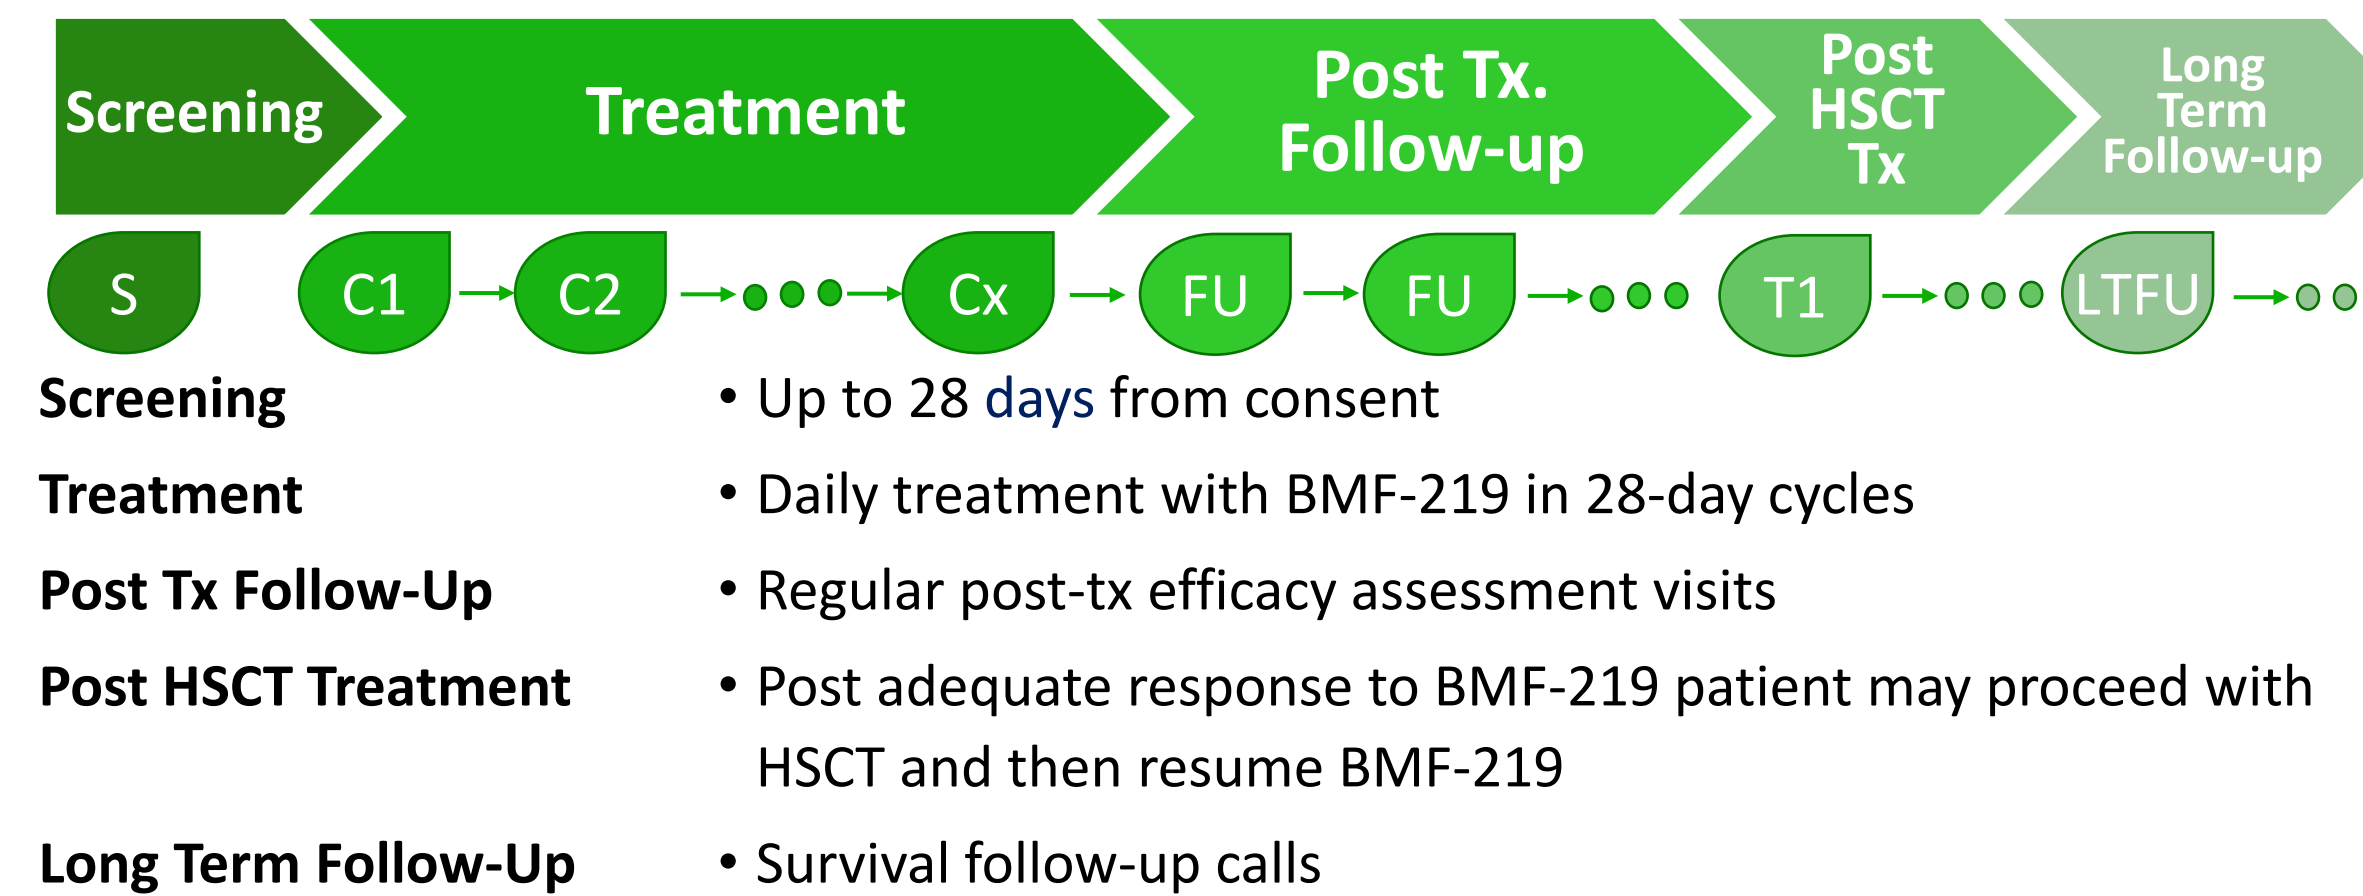 Screening
Treatment
Post Tx.
Follow-up
Post
HSCT
Tx
Long
Term
Follow-up
S
C1
C2
Cx
FU
FU
T1
LTFU
Screening
• Up to 28 days from consent
Treatment
• Daily treatment with BMF-219 in 28-day cycles
Post Tx Follow-Up
• Regular post-tx efficacy assessment visits
Post HSCT Treatment
• Post adequate response to BMF-219 patient may proceed with
HSCT and then resume BMF-219
Long Term Follow-Up
• Survival follow-up calls